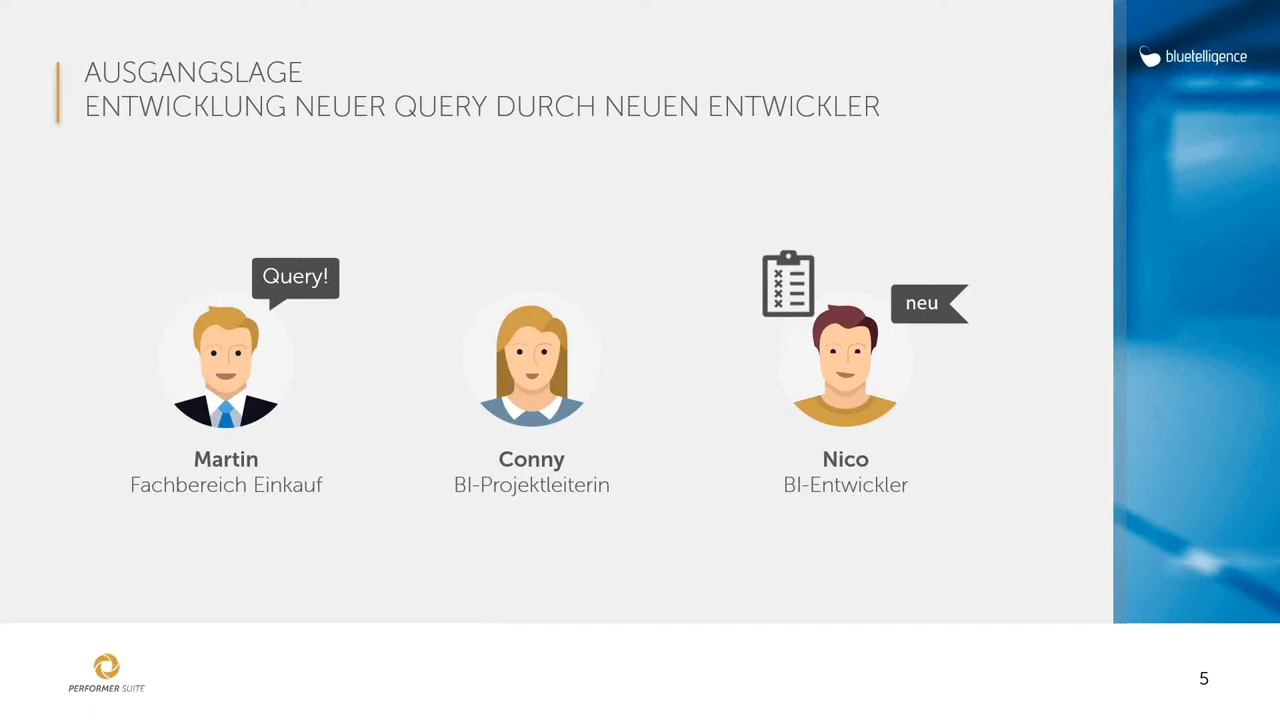 AUSGANGSLAGE
ENTWICKLUNG NEUER QUERY DURCH NEUEN ENTWICKLER
bluetelligence
Query!
neu
Martin
Fachbereich Einkauf
Conny
BI-Projektleiterin
Nico
BI-Entwickler
PERFORMER SUITE
5